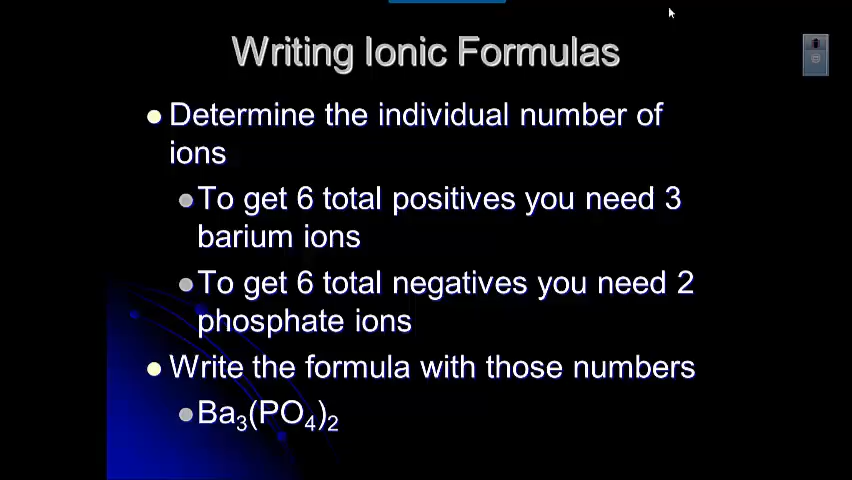 Writing Ionic Formulas
Determine the individual number of
ions
To get 6 total positives you need 3
barium ions
To get 6 total negatives you need 2
phosphate ions
Write the formula with those numbers
Ba₃(PO₄)₂